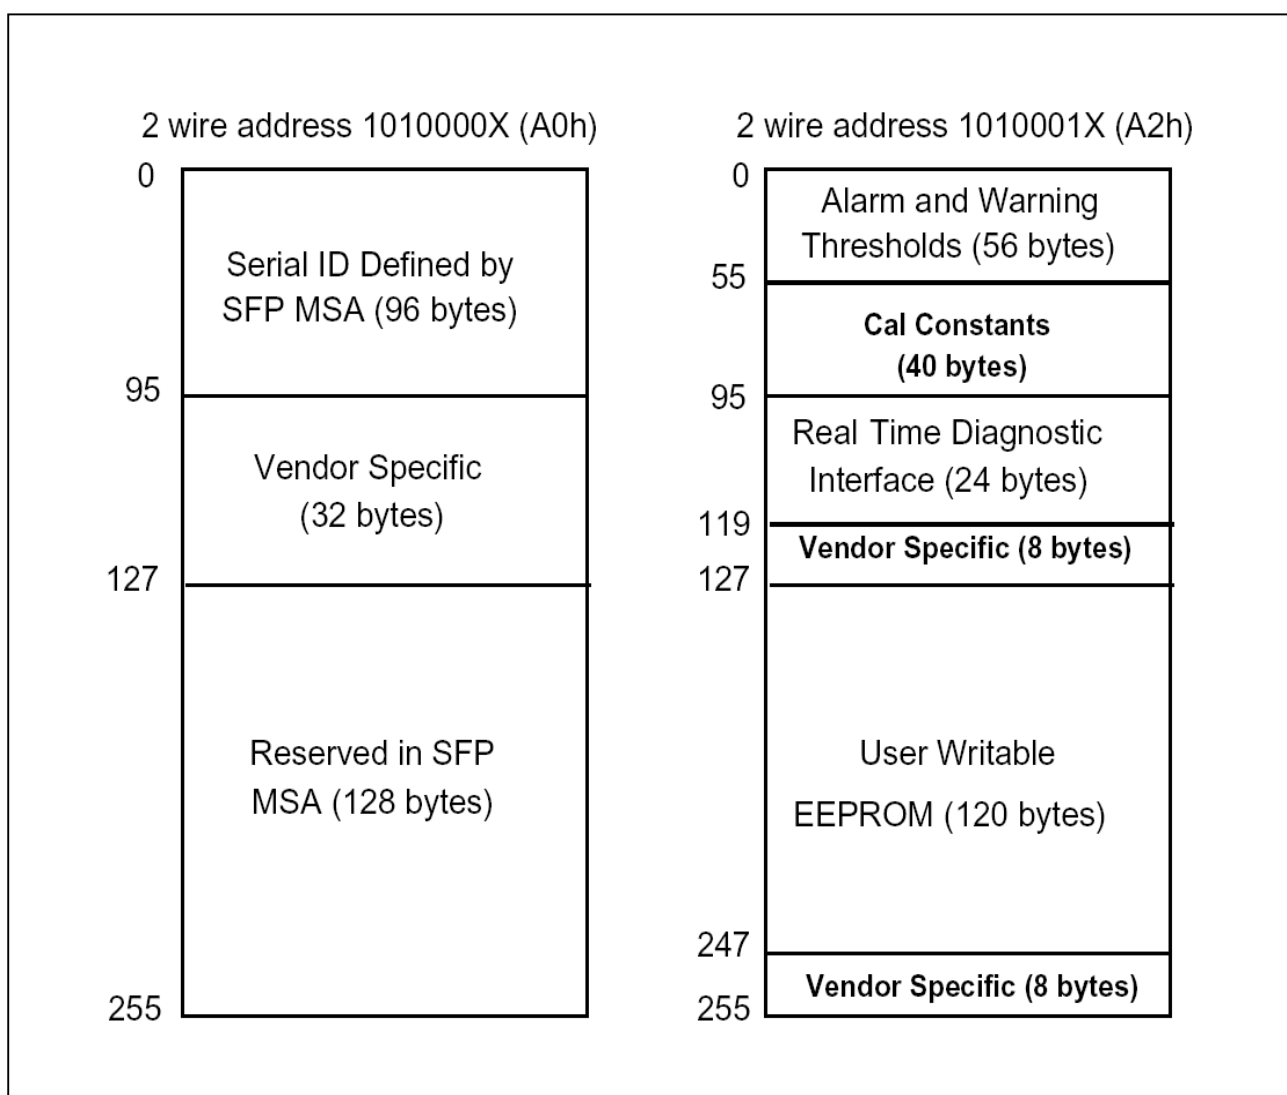 2 wire address 1010000X (A0h)
0
Serial ID Defined by
SFP MSA (96 bytes)
95
Vendor Specific
(32 bytes)
127
Reserved in SFP
MSA (128 bytes)
255
2 wire address 1010001X (A2h)
0
Alarm and Warning
Thresholds (56 bytes)
55
Cal Constants
(40 bytes)
95
Real Time Diagnostic
Interface (24 bytes)
119
Vendor Specific (8 bytes)
127
User Writable
EEPROM (120 bytes)
247
Vendor Specific (8 bytes)
255